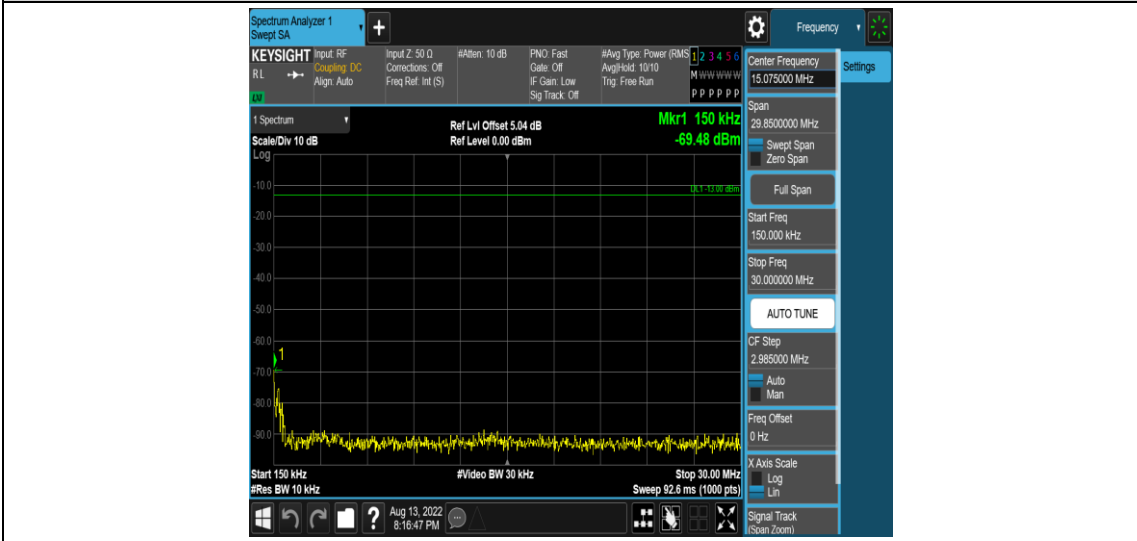 Spectrum Analyzer 1
Swept SA
+
Frequency
KEYSIGHT
RL
LNI
Input: RF
Coupling: DC
Align: Auto
Input Z: 50 Ω
Corrections: Off
Freq Ref: Int (S)
#Atten: 10 dB
PNO: Fast
Gate: Off
IF Gain: Low
Sig Track: Off
#Avg Type: Power (RMS
Avg|Hold: 10/10
Trig: Free Run
1 2 3 4 5 6
M W W W W W
P P P P P P
1 Spectrum
Scale/Div 10 dB
Log
Ref Lvl Offset 5.04 dB
Ref Level 0.00 dBm
Mkr1 150 kHz
-69.48 dBm
DL1 -13.00 dBm
-10.0
-20.0
-30.0
-40.0
-50.0
-60.0
-70.0
-80.0
-90.0
1
Start 150 kHz
#Res BW 10 kHz
#Video BW 30 kHz
Stop 30.00 MHz
Sweep 92.6 ms (1000 pts)
?
Aug 13, 2022
8:16:47 PM
Center Frequency
15.075000 MHz
Settings
Span
29.8500000 MHz
Swept Span
Zero Span
Full Span
Start Freq
150.000 kHz
Stop Freq
30.000000 MHz
AUTO TUNE
CF Step
2.985000 MHz
Auto
Man
Freq Offset
0 Hz
X Axis Scale
Log
Lin
Signal Track
(Span Zoom)